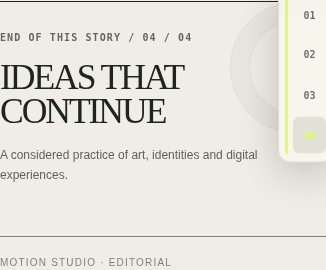 END OF THIS STORY / 04 / 04
IDEAS THAT
CONTINUE
A considered practice of art, identities and digital
experiences.
MOTION STUDIO · EDITORIAL
01
02
03
04